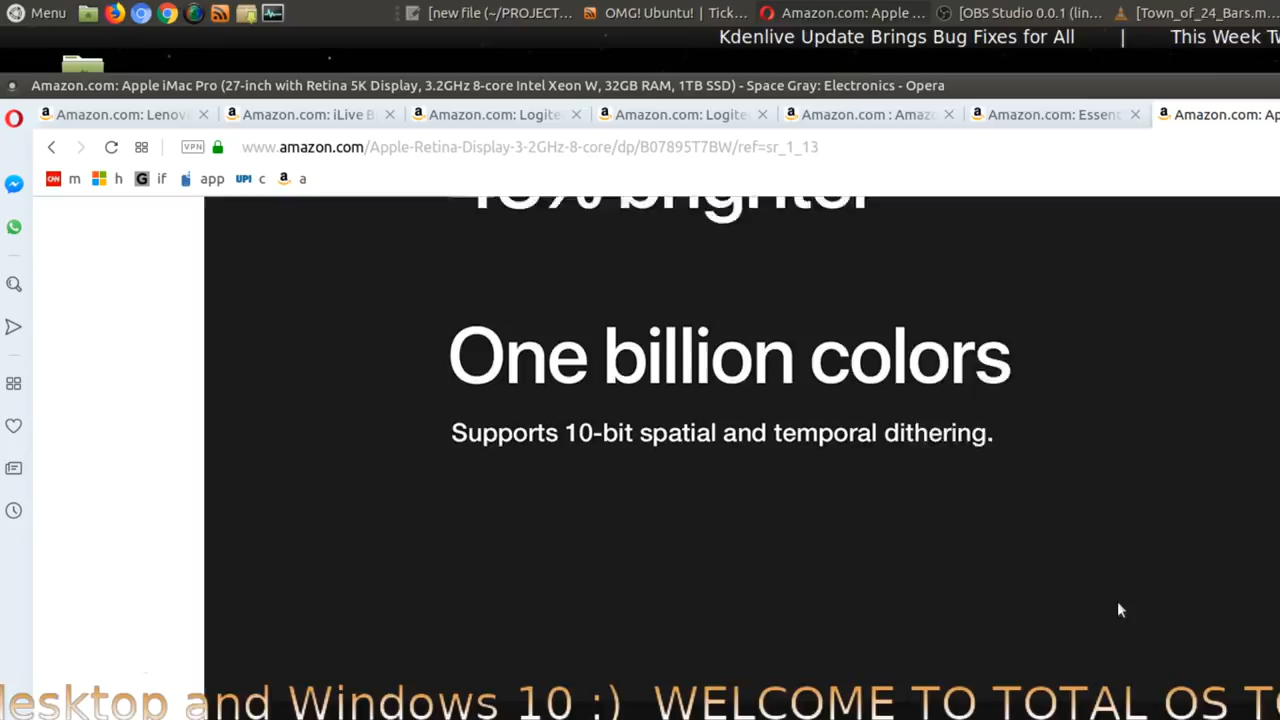 Menu [new file (~/PROJECT... OMG! Ubuntu! | Tick... Amazon.com: Apple ... [OBS Studio 0.0.1 (lin... [Town_of_24_Bars.m...
Kdenlive Update Brings Bug Fixes for All | This Week
Amazon.com: Apple iMac Pro (27-inch with Retina 5K Display, 3.2GHz 8-core Intel Xeon W, 32GB RAM, 1TB SSD) - Space Gray: Electronics - Opera
Amazon.com: Lenov Amazon.com: iLive B Amazon.com: Logite Amazon.com: Logite Amazon.com : Amaz Amazon.com: Essen Amazon.com: Ap
VPN www.amazon.com/Apple-Retina-Display-3-2GHz-8-core/dp/B07895T7BW/ref=sr_1_13
CNN m h G if app UPI c a
brighter
One billion colors
Supports 10-bit spatial and temporal dithering.
desktop and Windows 10 :) WELCOME TO TOTAL OS